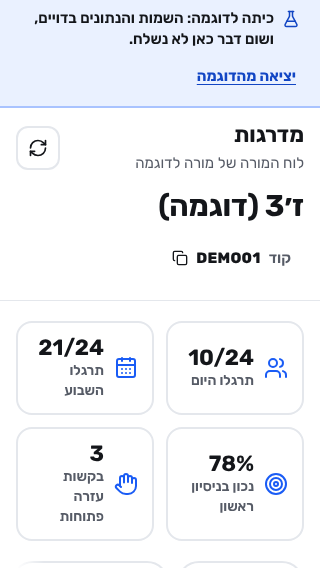 כיתה לדוגמה: השמות והנתונים בדויים,
ושום דבר כאן לא נשלח.
יציאה מהדוגמה
מדרגות
לוח המורה של מורה לדוגמה
ז׳3 (דוגמה)
קוד DEMO01
10/24
תרגלו היום
21/24
תרגלו
השבוע
78%
נכון בניסיון
ראשון
3
בקשות
עזרה
פתוחות